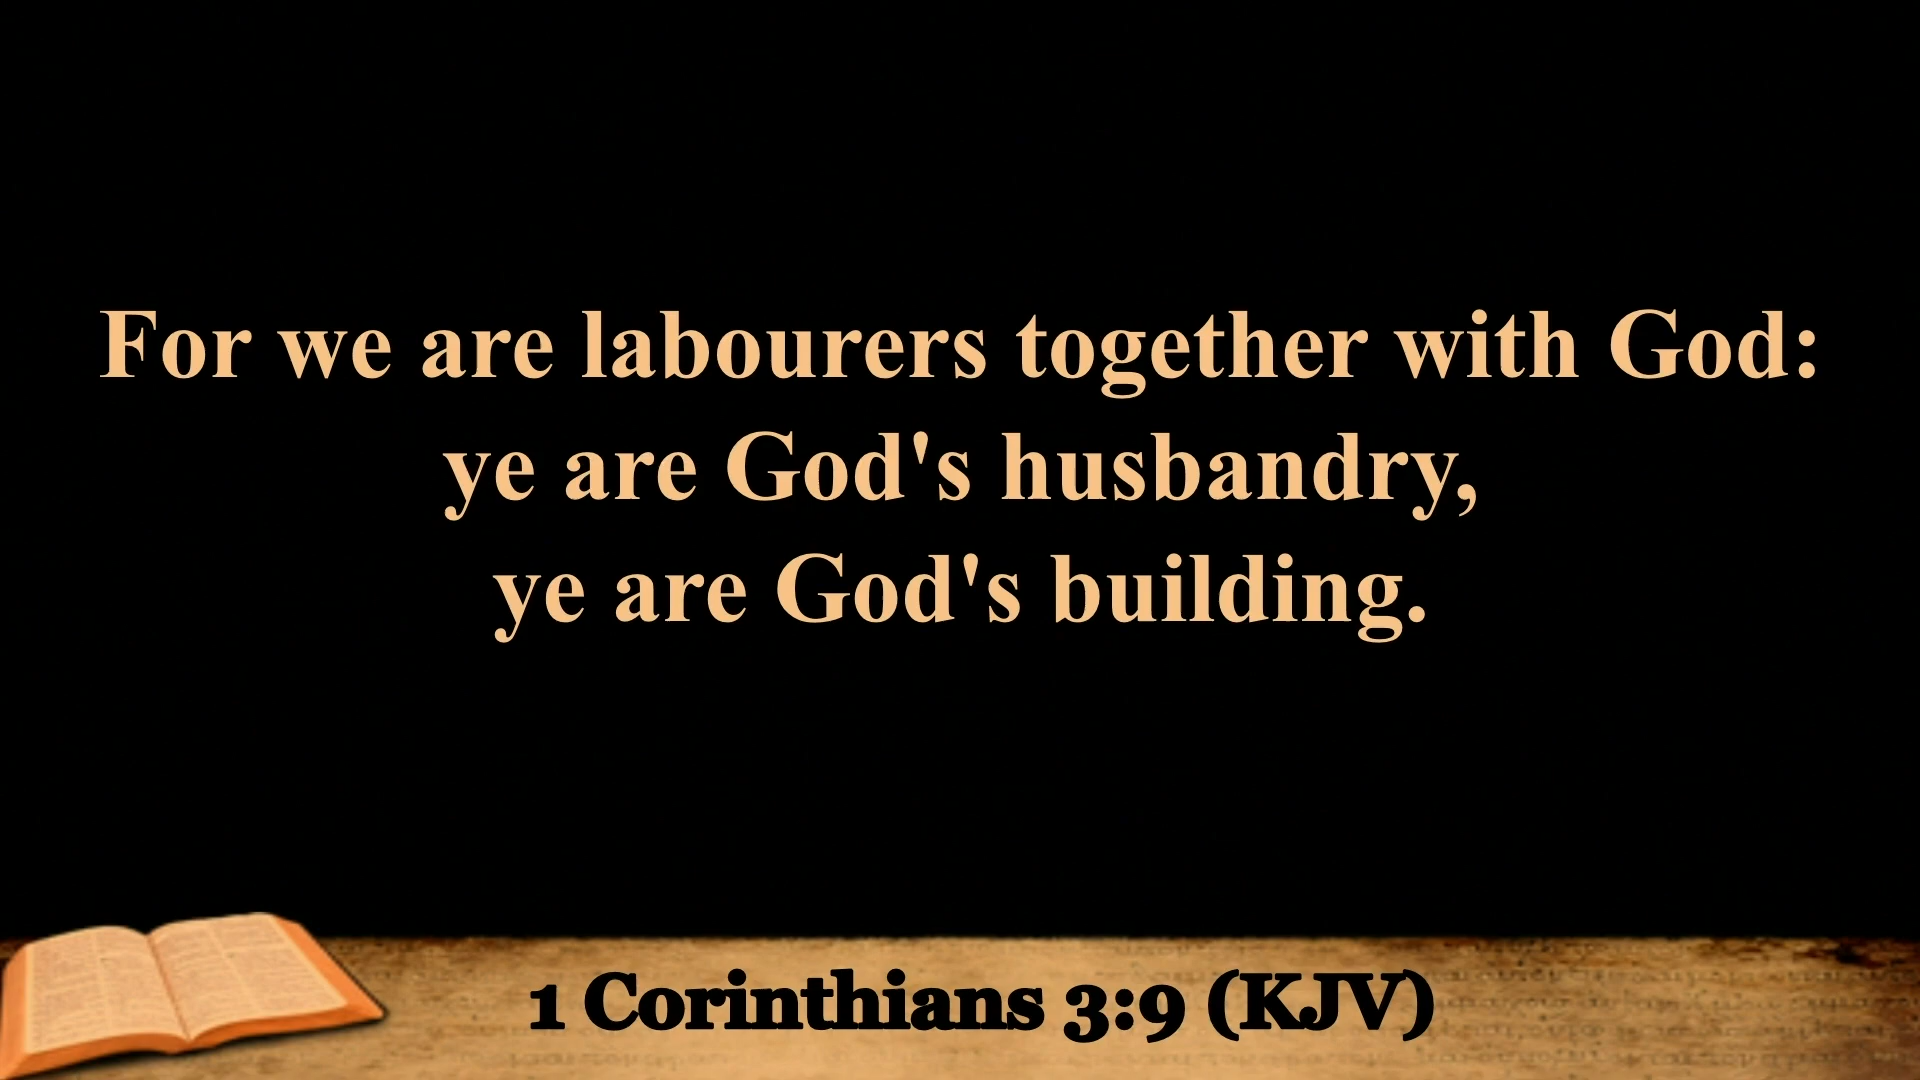 For we are labourers together with God:
ye are God's husbandry,
ye are God's building.
1 Corinthians 3:9 (KJV)